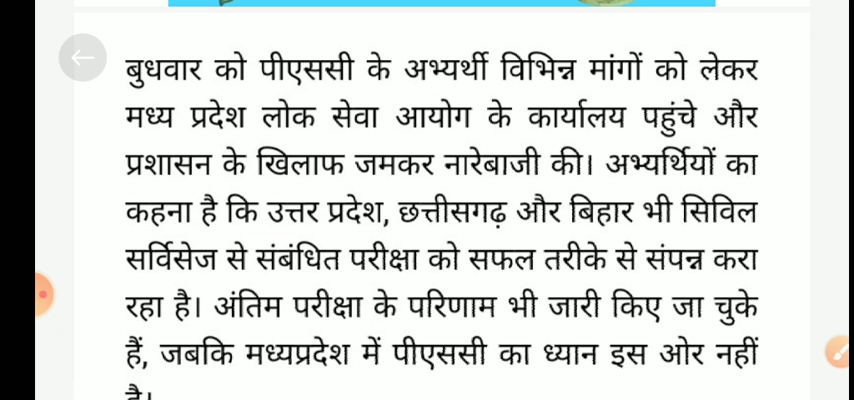 बुधवार को पीएससी के अभ्यर्थी विभिन्न मांगों को लेकर
मध्य प्रदेश लोक सेवा आयोग के कार्यालय पहुंचे और
प्रशासन के खिलाफ जमकर नारेबाजी की। अभ्यर्थियों का
कहना है कि उत्तर प्रदेश, छत्तीसगढ़ और बिहार भी सिविल
सर्विसेज से संबंधित परीक्षा को सफल तरीके से संपन्न करा
रहा है। अंतिम परीक्षा के परिणाम भी जारी किए जा चुके
हैं, जबकि मध्यप्रदेश में पीएससी का ध्यान इस ओर नहीं
है।